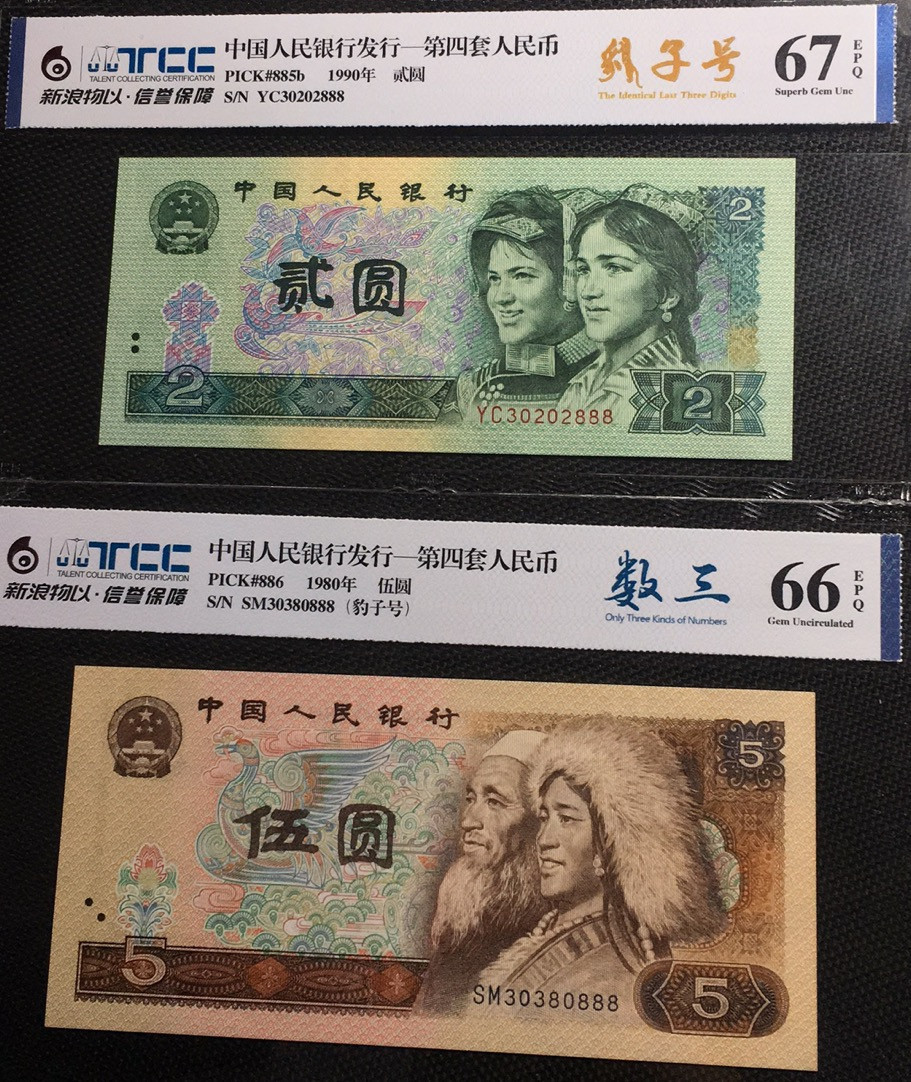 TCC
TALENT COLLECTING CERTIFICATION
新浪物以·信誉保障
中国人民银行发行—第四套人民币
PICK#885b 1990年 贰圆
S/N YC30202888
豹子号
The Identical Last Three Digits
67
EPQ
Superb Gem Unc
中国人民银行
2
贰圆
2
YC30202888
2
TCC
TALENT COLLECTING CERTIFICATION
新浪物以·信誉保障
中国人民银行发行—第四套人民币
PICK#886 1980年 伍圆
S/N SM30380888(豹子号)
数三
Only Three Kinds of Numbers
66
EPQ
Gem Uncirculated
中国人民银行
5
伍圆
5
SM30380888
5